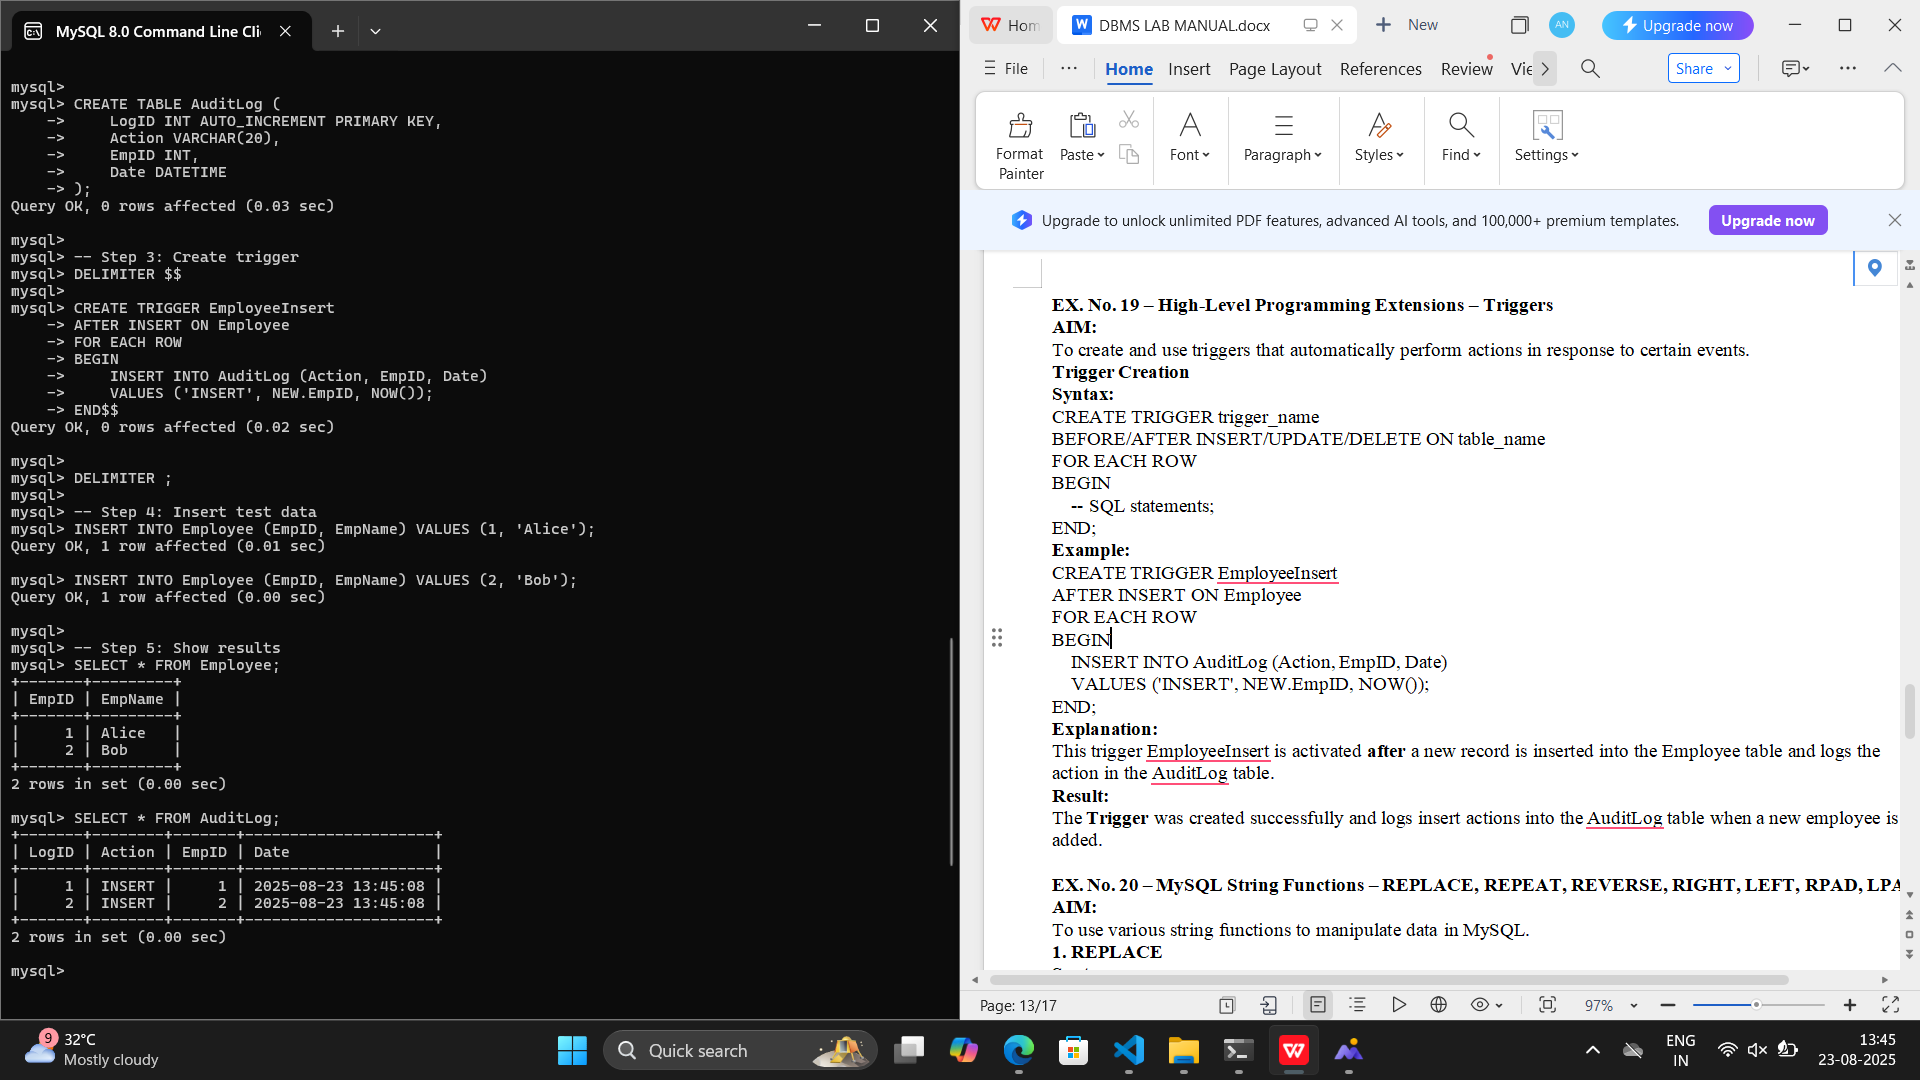 MySQL 8.0 Command Line Cli
mysql>
mysql> CREATE TABLE AuditLog (
    ->     LogID INT AUTO_INCREMENT PRIMARY KEY,
    ->     Action VARCHAR(20),
    ->     EmpID INT,
    ->     Date DATETIME
    -> );
Query OK, 0 rows affected (0.03 sec)
mysql>
mysql> -- Step 3: Create trigger
mysql> DELIMITER $$
mysql>
mysql> CREATE TRIGGER EmployeeInsert
    -> AFTER INSERT ON Employee
    -> FOR EACH ROW
    -> BEGIN
    ->     INSERT INTO AuditLog (Action, EmpID, Date)
    ->     VALUES ('INSERT', NEW.EmpID, NOW());
    -> END$$
Query OK, 0 rows affected (0.02 sec)
mysql>
mysql> DELIMITER ;
mysql>
mysql> -- Step 4: Insert test data
mysql> INSERT INTO Employee (EmpID, EmpName) VALUES (1, 'Alice');
Query OK, 1 row affected (0.01 sec)
mysql> INSERT INTO Employee (EmpID, EmpName) VALUES (2, 'Bob');
Query OK, 1 row affected (0.00 sec)
mysql>
mysql> -- Step 5: Show results
mysql> SELECT * FROM Employee;
+-------+---------+
| EmpID | EmpName |
+-------+---------+
|     1 | Alice   |
|     2 | Bob     |
+-------+---------+
2 rows in set (0.00 sec)
mysql> SELECT * FROM AuditLog;
+-------+--------+-------+---------------------+
| LogID | Action | EmpID | Date                |
+-------+--------+-------+---------------------+
|     1 | INSERT |     1 | 2025-08-23 13:45:08 |
|     2 | INSERT |     2 | 2025-08-23 13:45:08 |
+-------+--------+-------+---------------------+
2 rows in set (0.00 sec)
mysql>
Hom
DBMS LAB MANUAL.docx
New
AN
Upgrade now
File
Home Insert Page Layout References Review Vie
Share
Format Painter
Paste
Font
Paragraph
Styles
Find
Settings
Upgrade to unlock unlimited PDF features, advanced AI tools, and 100,000+ premium templates.
Upgrade now
EX. No. 19 – High-Level Programming Extensions – Triggers
AIM:
To create and use triggers that automatically perform actions in response to certain events.
Trigger Creation
Syntax:
CREATE TRIGGER trigger_name
BEFORE/AFTER INSERT/UPDATE/DELETE ON table_name
FOR EACH ROW
BEGIN
-- SQL statements;
END;
Example:
CREATE TRIGGER EmployeeInsert
AFTER INSERT ON Employee
FOR EACH ROW
BEGIN
INSERT INTO AuditLog (Action, EmpID, Date)
VALUES ('INSERT', NEW.EmpID, NOW());
END;
Explanation:
This trigger EmployeeInsert is activated after a new record is inserted into the Employee table and logs the
action in the AuditLog table.
Result:
The Trigger was created successfully and logs insert actions into the AuditLog table when a new employee is
added.
EX. No. 20 – MySQL String Functions – REPLACE, REPEAT, REVERSE, RIGHT, LEFT, RPAD, LPA
AIM:
To use various string functions to manipulate data in MySQL.
1. REPLACE
Page: 13/17
97%
9
32°C
Mostly cloudy
Quick search
ENG
IN
13:45
23-08-2025